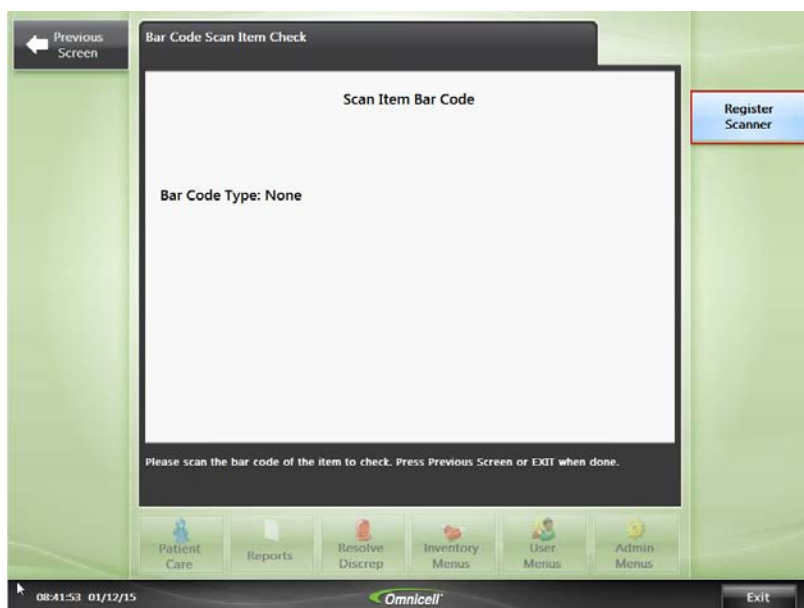 Previous
Screen
Bar Code Scan Item Check
Scan Item Bar Code
Register
Scanner
Bar Code Type: None
Please scan the bar code of the item to check. Press Previous Screen or EXIT when done.
Patient
Care
Reports
Resolve
Discrep
Inventory
Menus
User
Menus
Admin
Menus
08:41:53 01/12/15
Omnicell
Exit